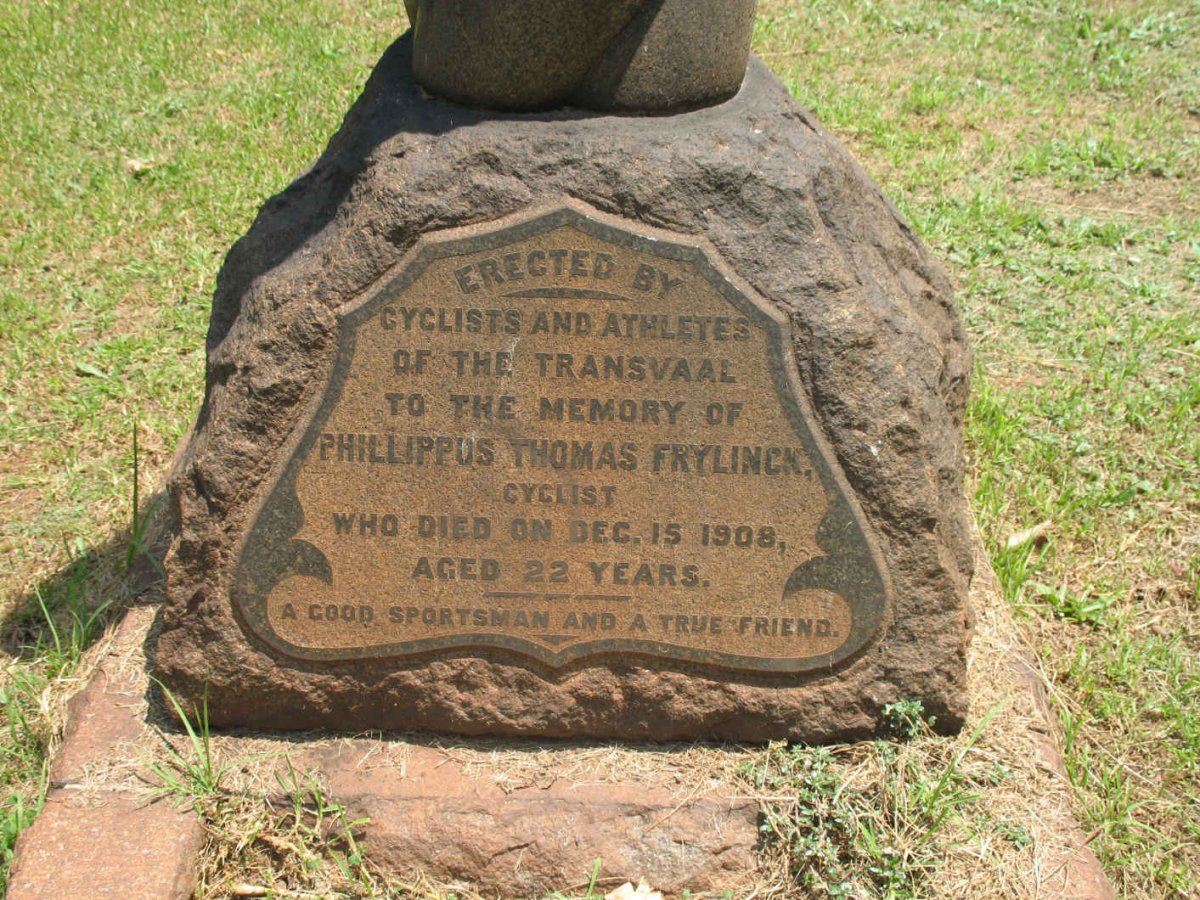 ERECTED BY
CYCLISTS AND ATHLETES
OF THE TRANSVAAL
TO THE MEMORY OF
PHILLIPPUS THOMAS FRYLINCK,
CYCLIST
WHO DIED ON DEC. 15 1908,
AGED 22 YEARS.
A GOOD SPORTSMAN AND A TRUE FRIEND.